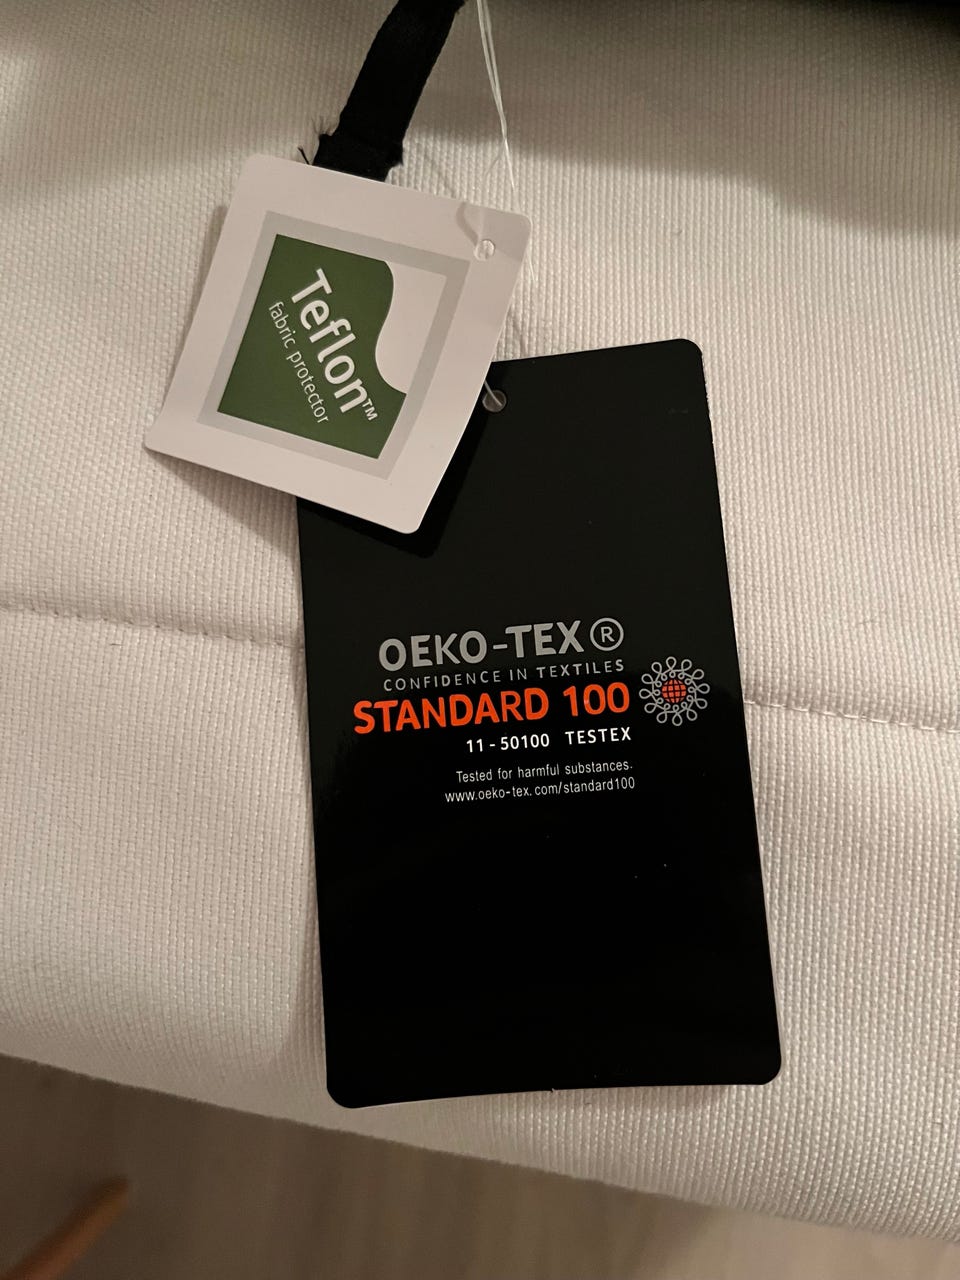 Teflon™
fabric protector
OEKO-TEX®
CONFIDENCE IN TEXTILES
STANDARD 100
11-50100 TESTEX
Tested for harmful substances.
www.oeko-tex.com/standard100